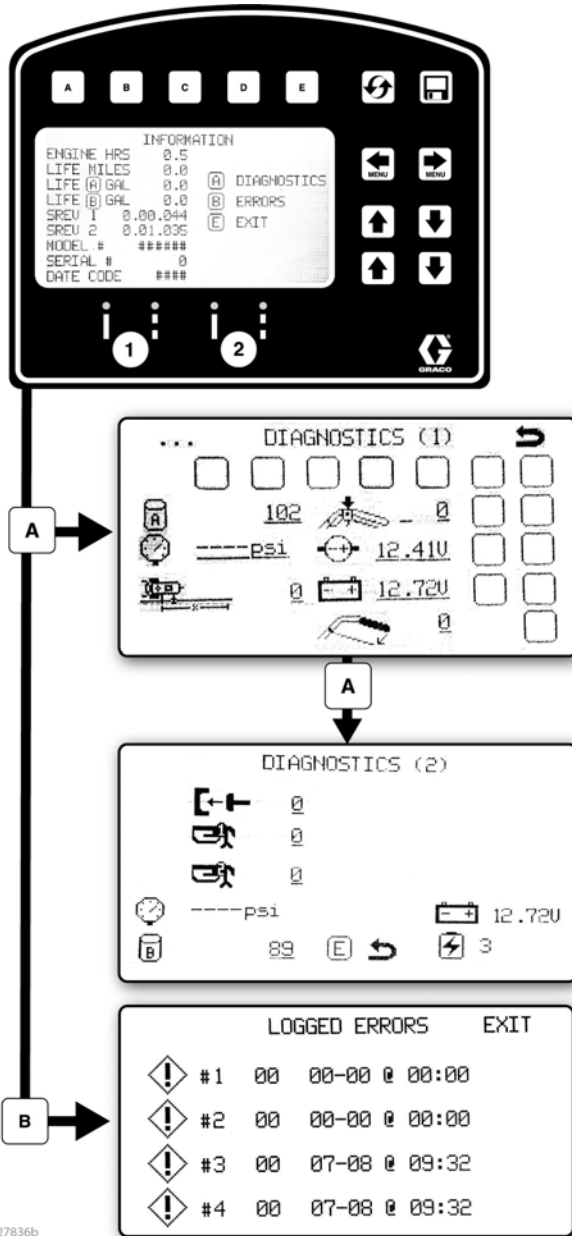 A B C D E
INFORMATION
ENGINE HRS 0.5
LIFE MILES 0.0
LIFE A GAL 0.0
A DIAGNOSTICS
LIFE B GAL 0.0
B ERRORS
SREV 1 0.00.044
E EXIT
SREV 2 0.01.035
MODEL # ######
SERIAL # 0
DATE CODE ####
MENU MENU
1 2
GRACO
... DIAGNOSTICS (1)
A
A 102 _ 0
----psi 12.41V
0 12.72V
x
0
A
DIAGNOSTICS (2)
0
1 0
2 0
----psi 12.72V
B 89 E 3
B
LOGGED ERRORS EXIT
#1 00 00-00 @ 00:00
#2 00 00-00 @ 00:00
#3 00 07-08 @ 09:32
#4 00 07-08 @ 09:32
27836b